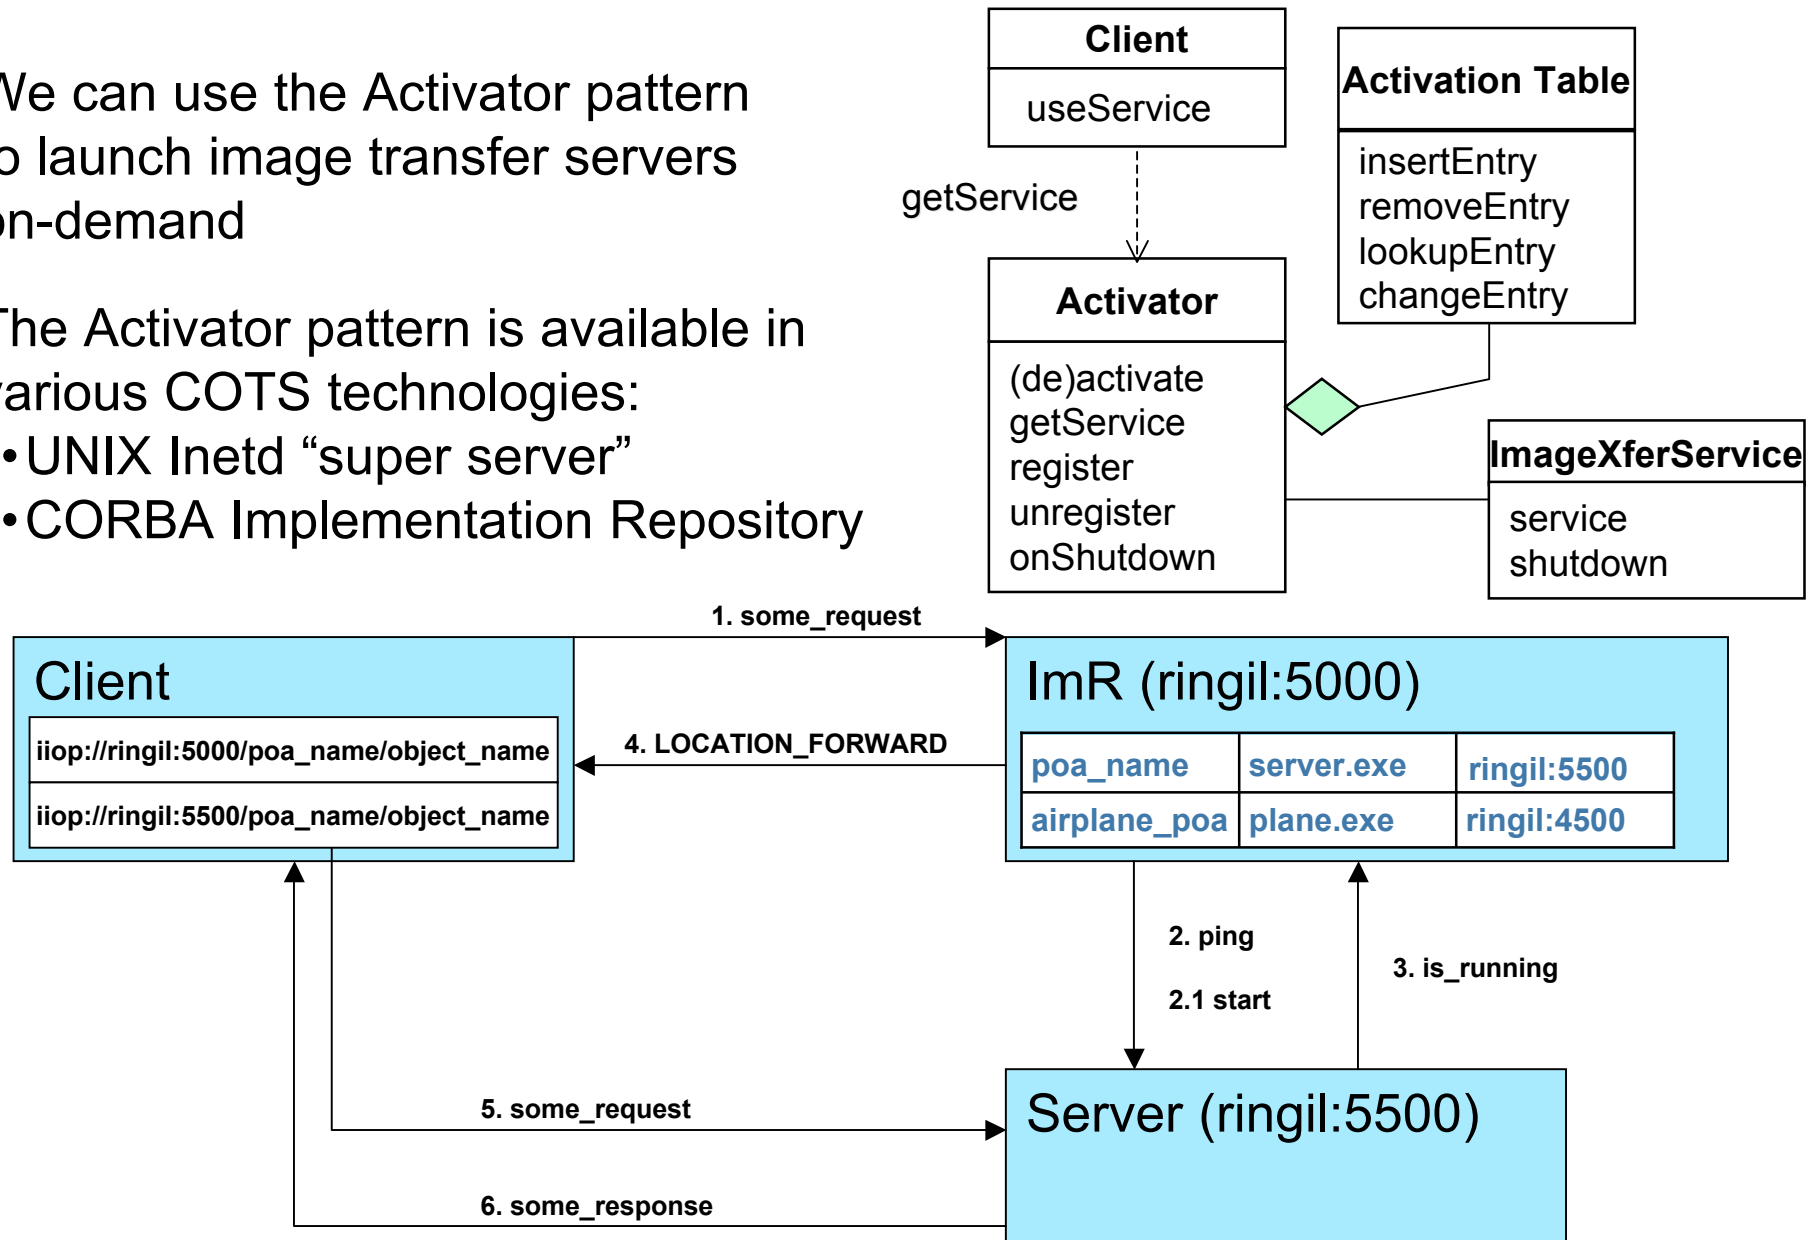 We can use the Activator pattern
to launch image transfer servers
on-demand
The Activator pattern is available in
various COTS technologies:
•UNIX Inetd “super server”
•CORBA Implementation Repository
Client
useService
getService
Activation Table
insertEntry
removeEntry
lookupEntry
changeEntry
Activator
(de)activate
getService
register
unregister
onShutdown
ImageXferService
service
shutdown
1. some_request
Client
iiop://ringil:5000/poa_name/object_name
iiop://ringil:5500/poa_name/object_name
4. LOCATION_FORWARD
ImR (ringil:5000)
poa_name server.exe ringil:5500
airplane_poa plane.exe ringil:4500
2. ping
2.1 start
3. is_running
5. some_request
Server (ringil:5500)
6. some_response